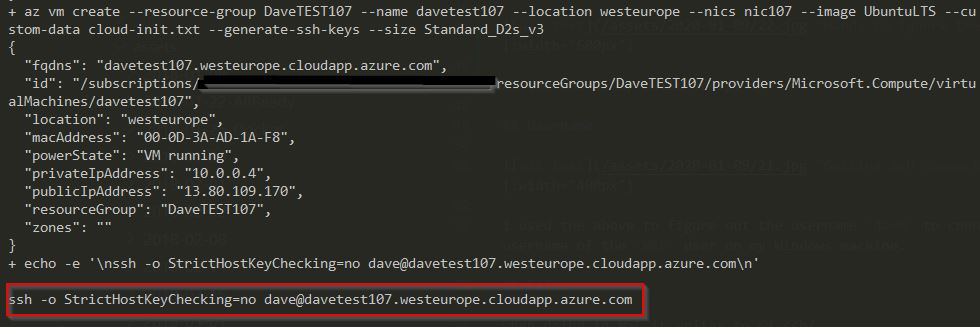 + az vm create --resource-group DaveTEST107 --name davetest107 --location westeurope --nics nic107 --image UbuntuLTS --cu
stom-data cloud-init.txt --generate-ssh-keys --size Standard_D2s_v3
{
  "fqdns": "davetest107.westeurope.cloudapp.azure.com",
  "id": "/subscriptions/ resourceGroups/DaveTEST107/providers/Microsoft.Compute/virtu
alMachines/davetest107",
  "location": "westeurope",
  "macAddress": "00-0D-3A-AD-1A-F8",
  "powerState": "VM running",
  "privateIpAddress": "10.0.0.4",
  "publicIpAddress": "13.80.109.170",
  "resourceGroup": "DaveTEST107",
  "zones": ""
}
+ echo -e '\nssh -o StrictHostKeyChecking=no dave@davetest107.westeurope.cloudapp.azure.com\n'
ssh -o StrictHostKeyChecking=no dave@davetest107.westeurope.cloudapp.azure.com